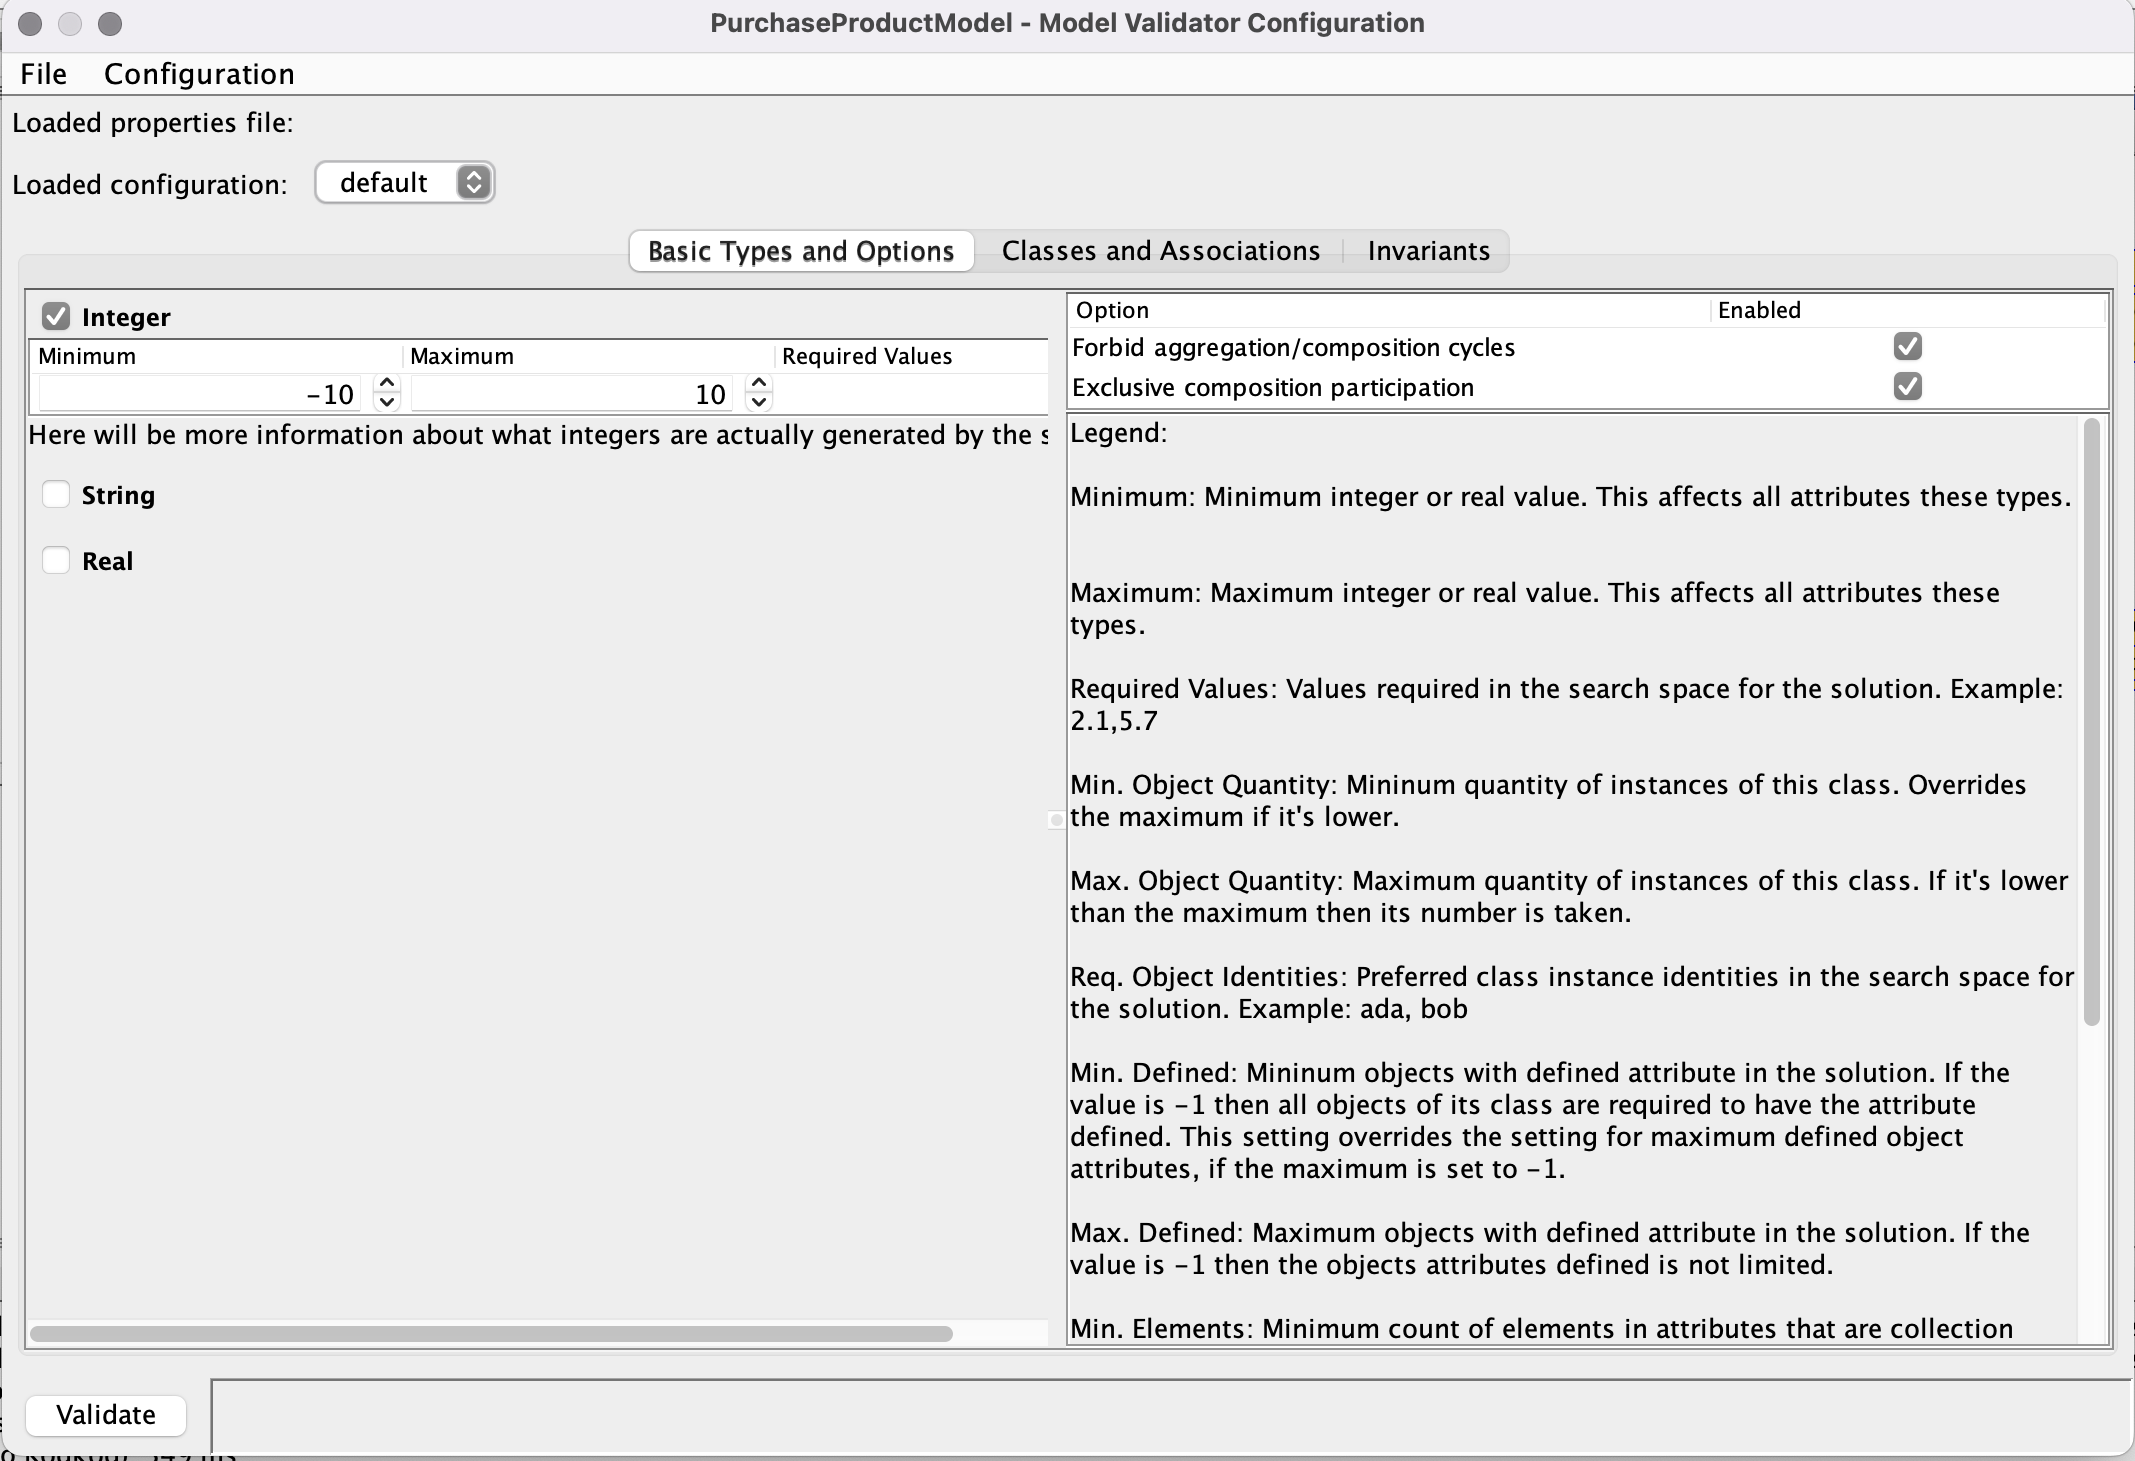 PurchaseProductModel - Model Validator Configuration
File Configuration
Loaded properties file:
Loaded configuration: default
Basic Types and Options Classes and Associations Invariants
Integer
Minimum Maximum Required Values
-10 10
Here will be more information about what integers are actually generated by the s
String
Real
Option Enabled
Forbid aggregation/composition cycles
Exclusive composition participation
Legend:
Minimum: Minimum integer or real value. This affects all attributes these types.
Maximum: Maximum integer or real value. This affects all attributes these
types.
Required Values: Values required in the search space for the solution. Example:
2.1,5.7
Min. Object Quantity: Mininum quantity of instances of this class. Overrides
the maximum if it's lower.
Max. Object Quantity: Maximum quantity of instances of this class. If it's lower
than the maximum then its number is taken.
Req. Object Identities: Preferred class instance identities in the search space for
the solution. Example: ada, bob
Min. Defined: Mininum objects with defined attribute in the solution. If the
value is -1 then all objects of its class are required to have the attribute
defined. This setting overrides the setting for maximum defined object
attributes, if the maximum is set to -1.
Max. Defined: Maximum objects with defined attribute in the solution. If the
value is -1 then the objects attributes defined is not limited.
Min. Elements: Minimum count of elements in attributes that are collection
Validate